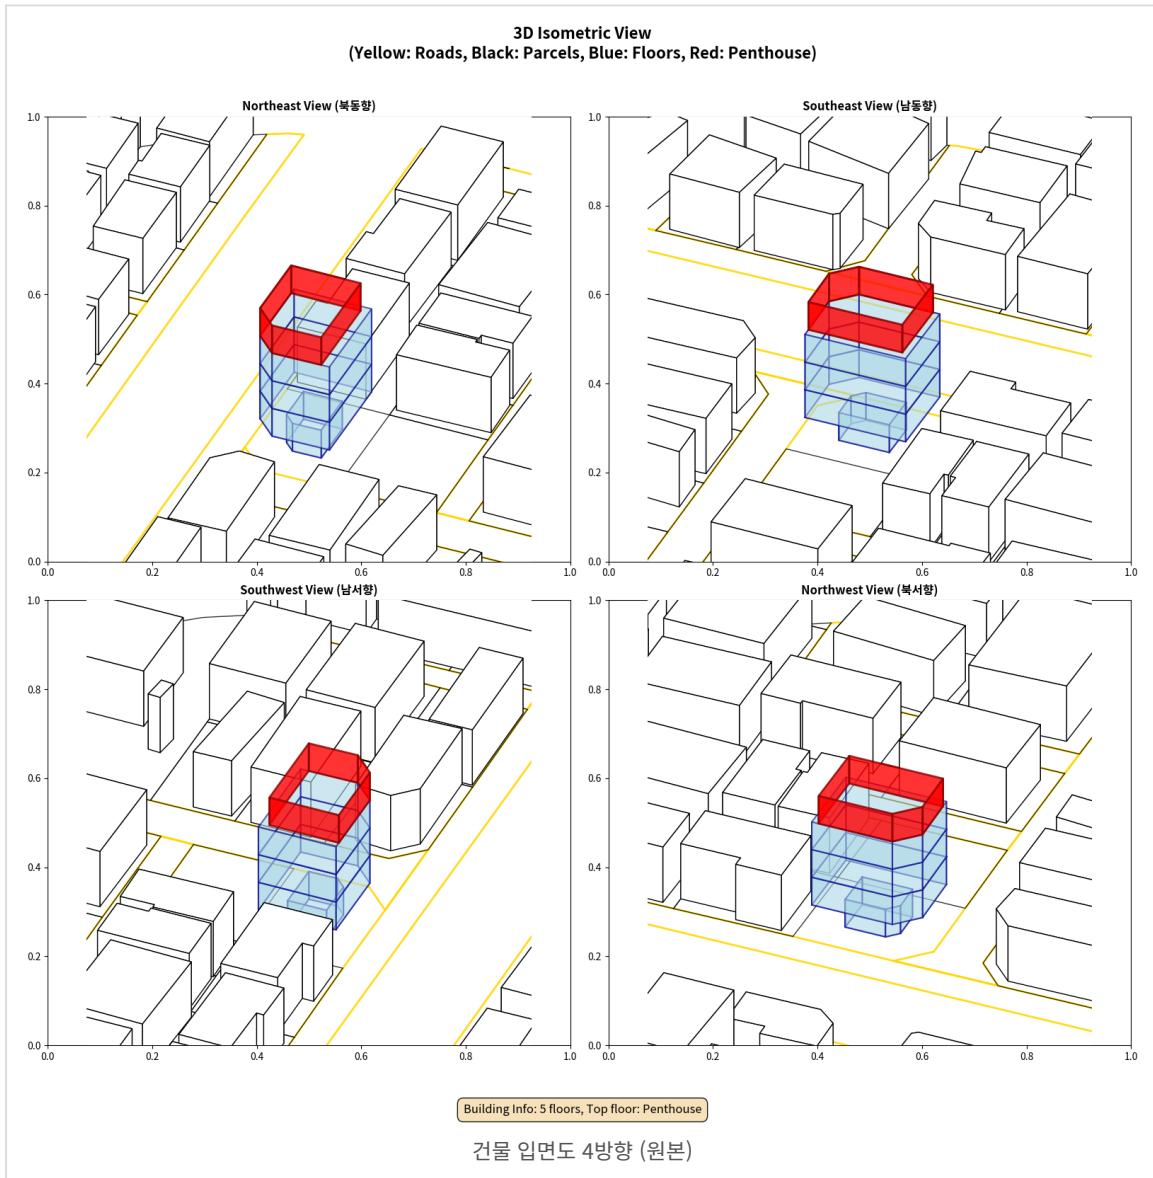 3D Isometric View
(Yellow: Roads, Black: Parcels, Blue: Floors, Red: Penthouse)
Northeast View (북동향)
1.0
0.8
0.6
0.4
0.2
0.0
0.0 0.2 0.4 0.6 0.8 1.0
Southeast View (남동향)
1.0
0.8
0.6
0.4
0.2
0.0
0.0 0.2 0.4 0.6 0.8 1.0
Southwest View (남서향)
1.0
0.8
0.6
0.4
0.2
0.0
0.0 0.2 0.4 0.6 0.8 1.0
Northwest View (북서향)
1.0
0.8
0.6
0.4
0.2
0.0
0.0 0.2 0.4 0.6 0.8 1.0
Building Info: 5 floors, Top floor: Penthouse
건물 입면도 4방향 (원본)